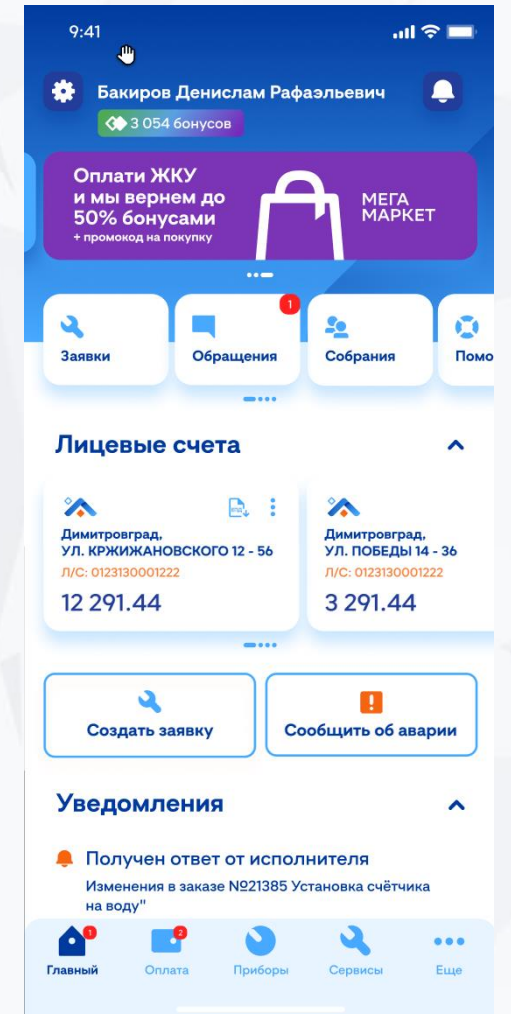 9:41
Бакиров Денислам Рафаэльевич
3 054 бонусов
Оплати ЖКУ
и мы вернем до
50% бонусами
+ промокод на покупку
МЕГА
МАРКЕТ
1
Заявки
Обращения
Собрания
Помо
Лицевые счета
Димитровград,
УЛ. КРЖИЖАНОВСКОГО 12 - 56
Л/С: 0123130001222
12 291.44
Димитровград,
УЛ. ПОБЕДЫ 14 - 36
Л/С: 0123130001222
3 291.44
Создать заявку
Сообщить об аварии
Уведомления
Получен ответ от исполнителя
Изменения в заказе №21385 Установка счётчика
на воду"
1
2
Главный
Оплата
Приборы
Сервисы
Еще